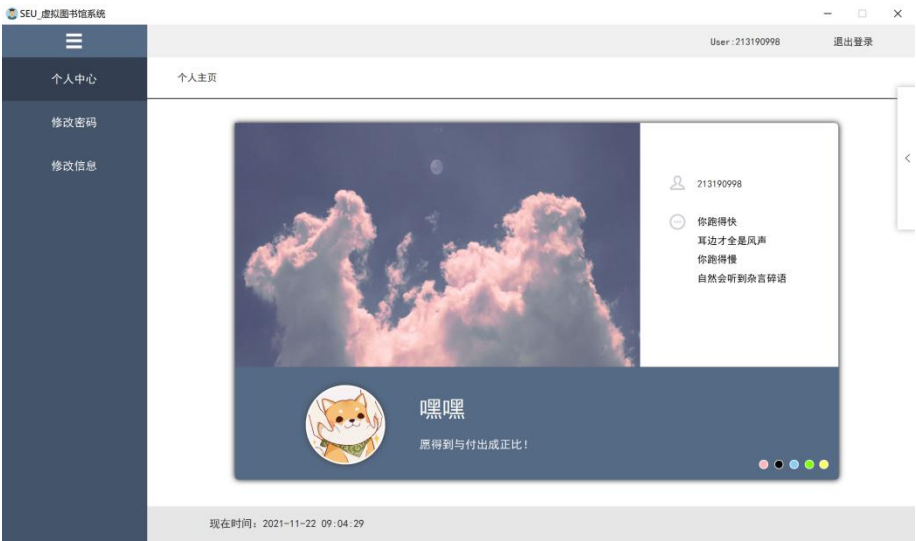 SEU_虚拟图书馆系统
User:213190998
退出登录
个人中心
个人主页
修改密码
修改信息
213190998
你跑得快
耳边才全是风声
你跑得慢
自然会听到杂言碎语
嘿嘿
愿得到与付出成正比！
现在时间：2021-11-22 09:04:29